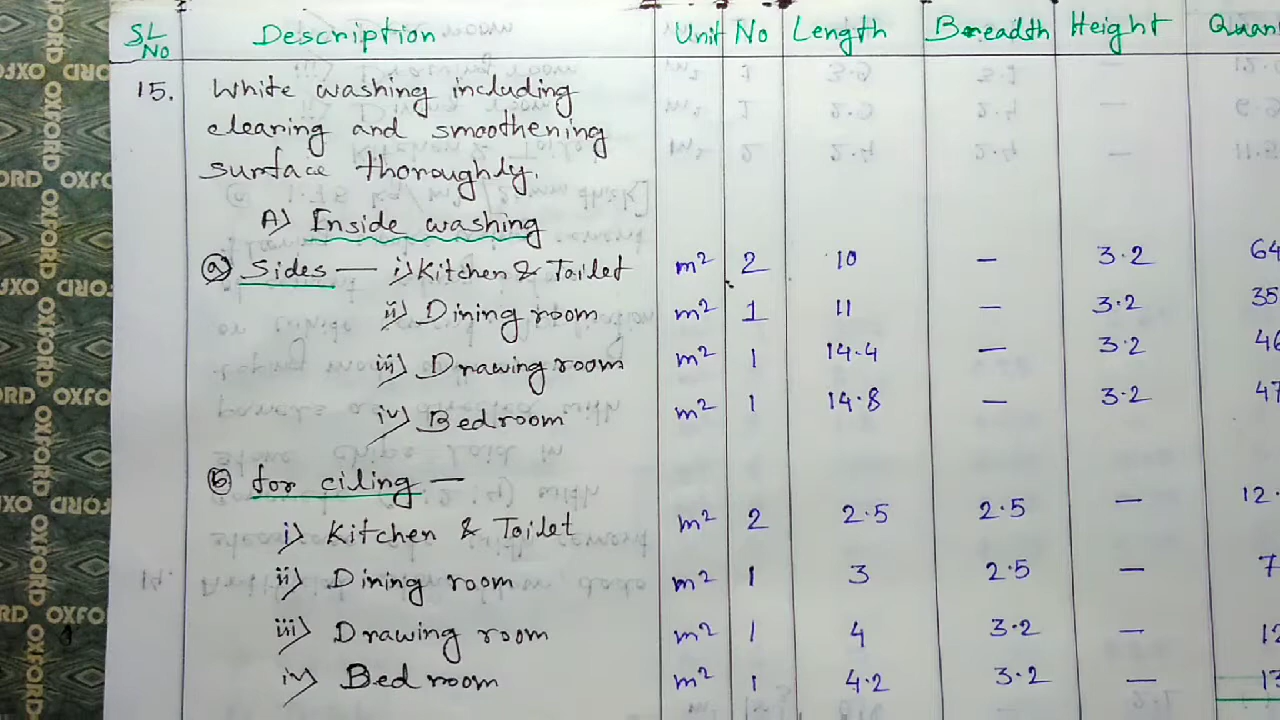 SL No Description Unit No Length Breadth Height Quan
15. White washing including
clearing and smoothening
surface thoroughly.
A) Inside washing
a) Sides — i) Kitchen & Toilet m² 2 10 — 3.2 64
ii) Dining room m² 1 11 — 3.2 35
iii) Drawing room m² 1 14.4 — 3.2 46
iv) Bedroom m² 1 14.8 — 3.2 47
b) for ciling —
i) Kitchen & Toilet m² 2 2.5 2.5 — 12.
ii) Dining room m² 1 3 2.5 — 7
iii) Drawing room m² 1 4 3.2 — 12
iv) Bed room m² 1 4.2 3.2 — 13